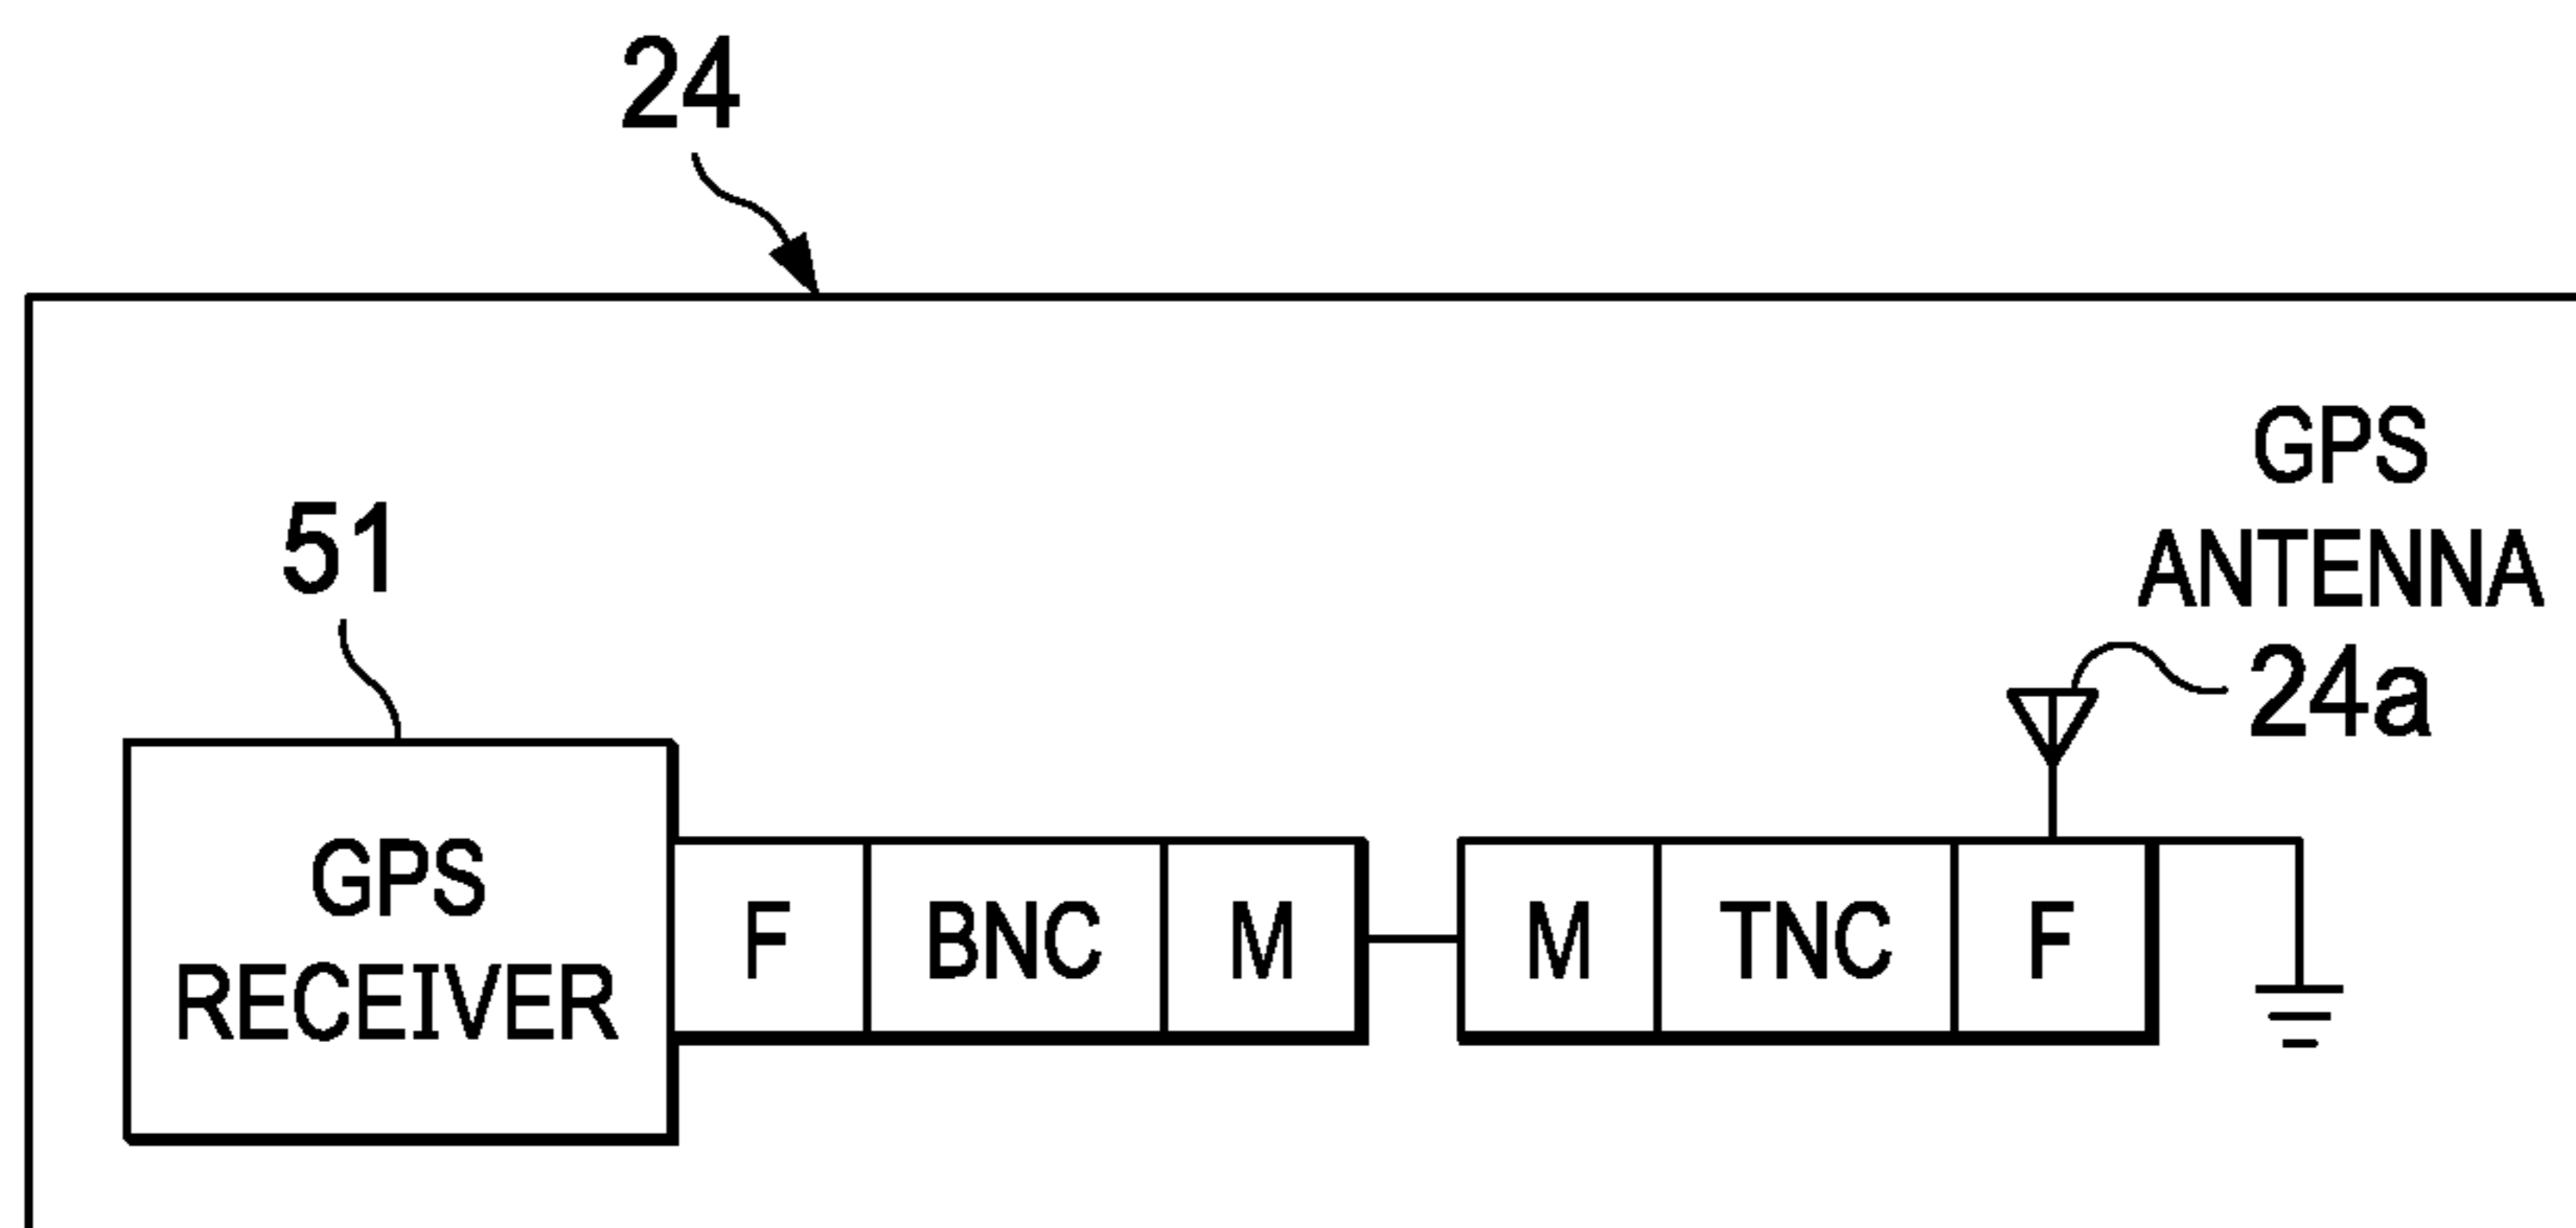 24
GPS
ANTENNA
24a
51
GPS
RECEIVER
F BNC M M TNC F